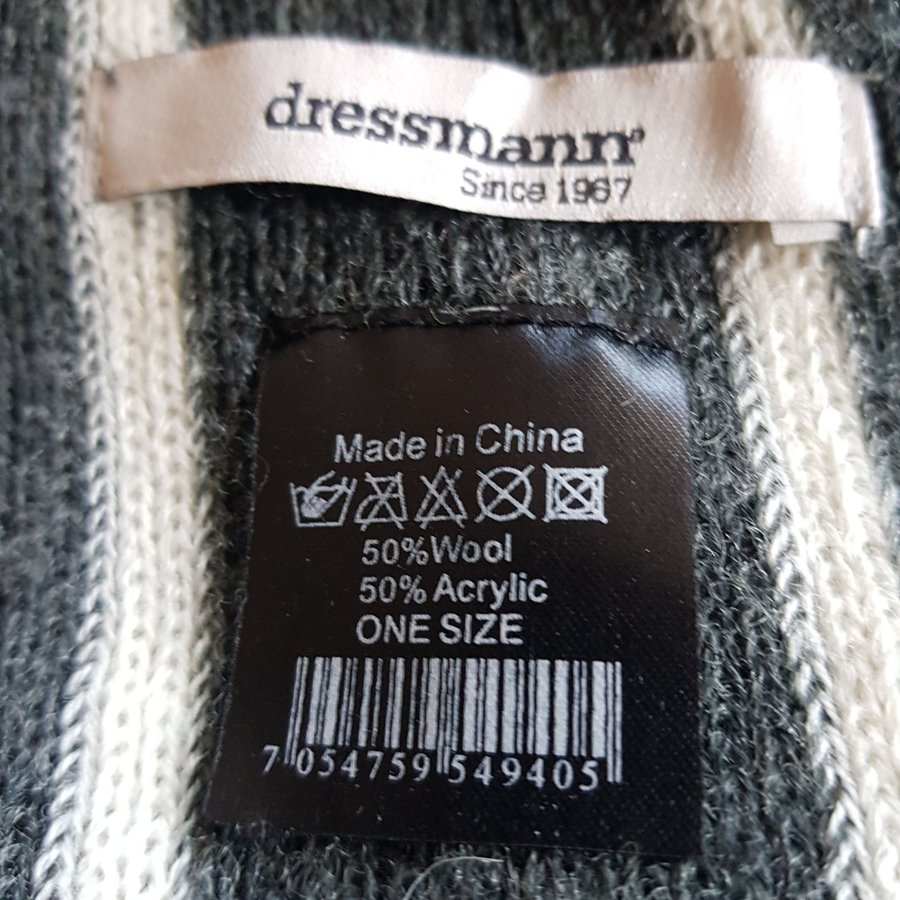 dressmann®
Since 1967
Made in China
50% Wool
50% Acrylic
ONE SIZE
7 054759 549405